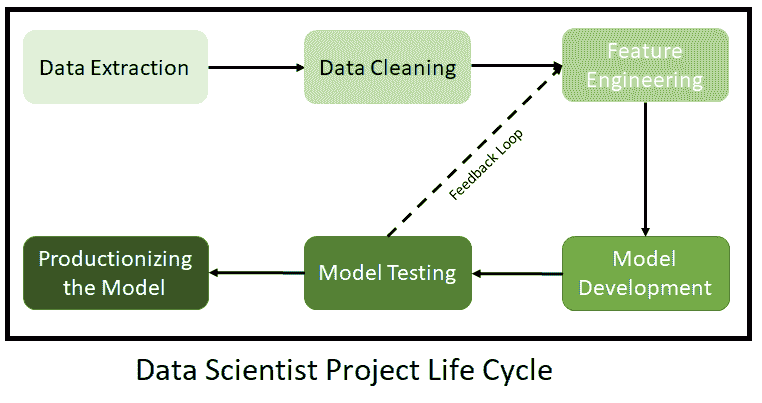 Data Extraction
Data Cleaning
Feature
Engineering
Feedback Loop
Productionizing
the Model
Model Testing
Model
Development
Data Scientist Project Life Cycle